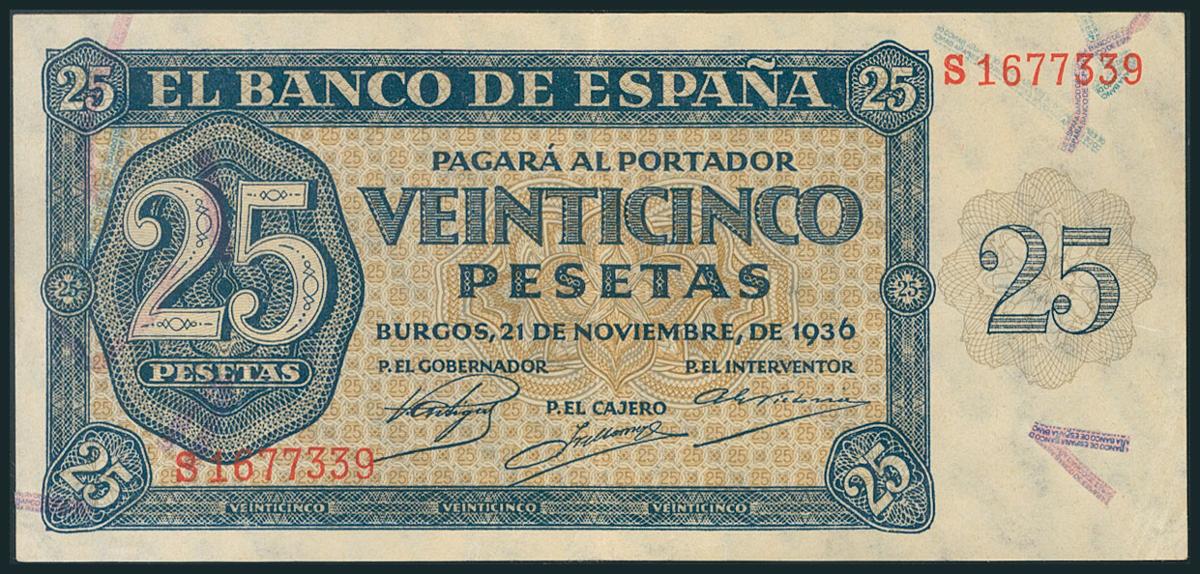 25 EL BANCO DE ESPAÑA 25
S 1677339
PAGARÁ AL PORTADOR
VEINTICINCO
PESETAS
25
PESETAS
25
25
25
BURGOS, 21 DE NOVIEMBRE, DE 1936
P. EL GOBERNADOR
P. EL INTERVENTOR
P. EL CAJERO
S 1677339
25
VEINTICINCO
VEINTICINCO
VEINTICINCO
25